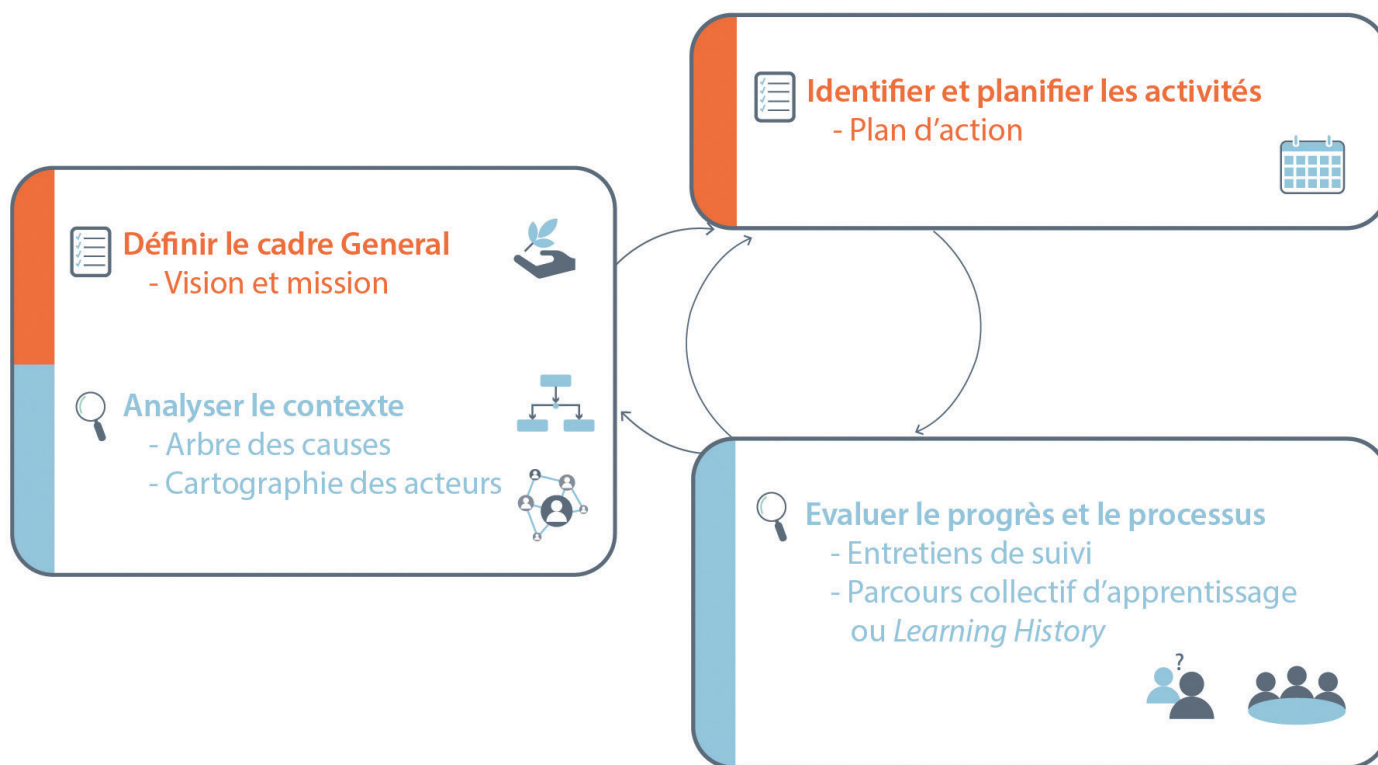 Définir le cadre General
- Vision et mission
Analyser le contexte
- Arbre des causes
- Cartographie des acteurs
Identifier et planifier les activités
- Plan d’action
Evaluer le progrès et le processus
- Entretiens de suivi
- Parcours collectif d’apprentissage
ou Learning History
?